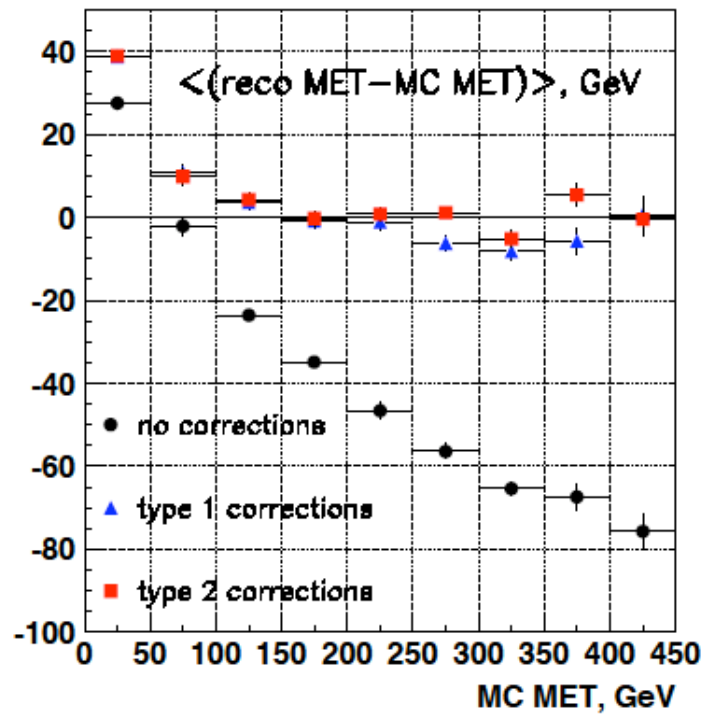 40
<(reco MET-MC MET)>, GeV
20
0
-20
-40
no corrections
-60
type 1 corrections
-80
type 2 corrections
-100
0 50 100 150 200 250 300 350 400 450
MC MET, GeV